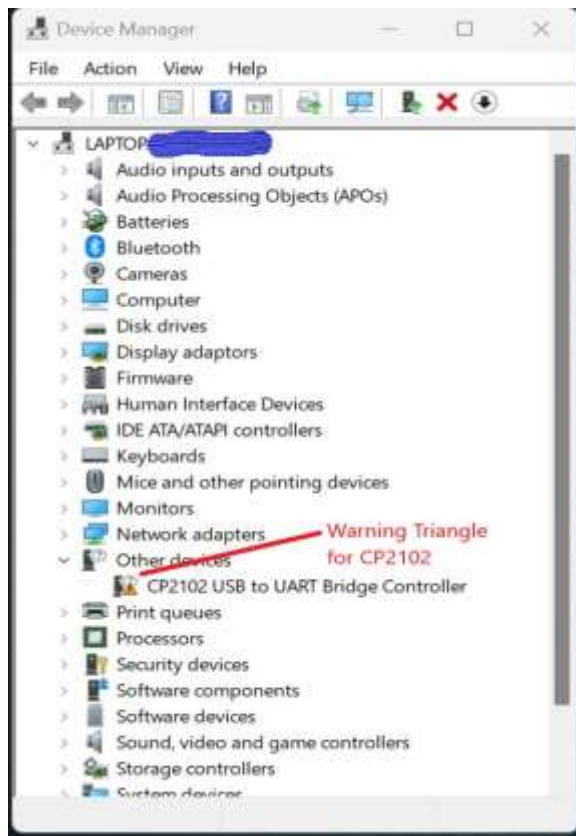 Device Manager
File Action View Help
LAPTOP
Audio inputs and outputs
Audio Processing Objects (APOs)
Batteries
Bluetooth
Cameras
Computer
Disk drives
Display adaptors
Firmware
Human Interface Devices
IDE ATA/ATAPI controllers
Keyboards
Mice and other pointing devices
Monitors
Network adapters
Warning Triangle
for CP2102
Other devices
CP2102 USB to UART Bridge Controller
Print queues
Processors
Security devices
Software components
Software devices
Sound, video and game controllers
Storage controllers
System devices